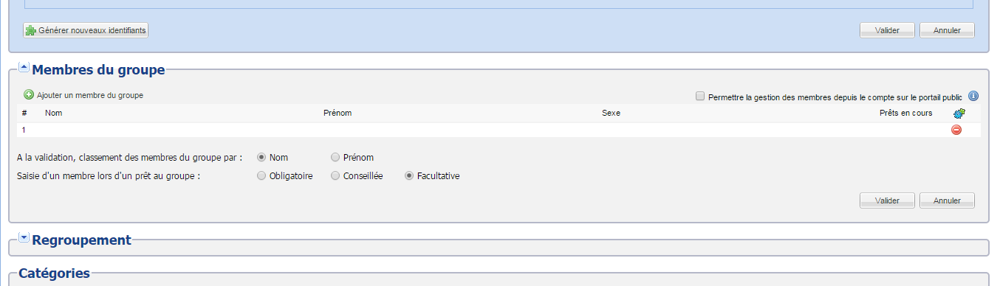 Générer nouveaux identifiants Valider Annuler
Membres du groupe
Ajouter un membre du groupe Permettre la gestion des membres depuis le compte sur le portail public
# Nom Prénom Sexe Prêts en cours
1
A la validation, classement des membres du groupe par : Nom Prénom
Saisie d'un membre lors d'un prêt au groupe : Obligatoire Conseillée Facultative
Valider Annuler
Regroupement
Catégories